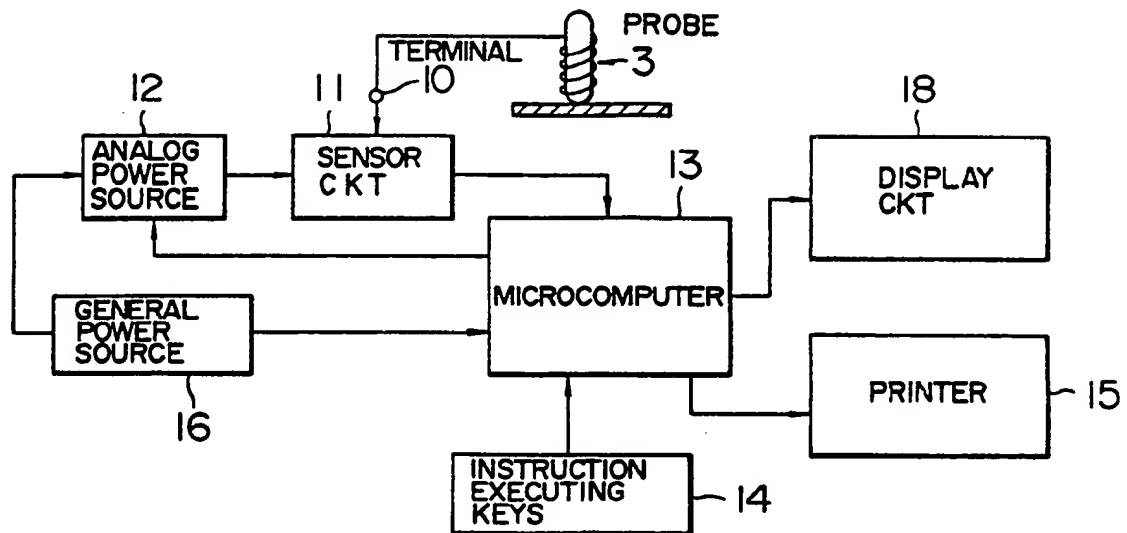 PROBE
TERMINAL
3
10
12
11
18
ANALOG
POWER
SOURCE
SENSOR
CKT
13
DISPLAY
CKT
MICROCOMPUTER
GENERAL
POWER
SOURCE
16
PRINTER
15
INSTRUCTION
EXECUTING
KEYS
14